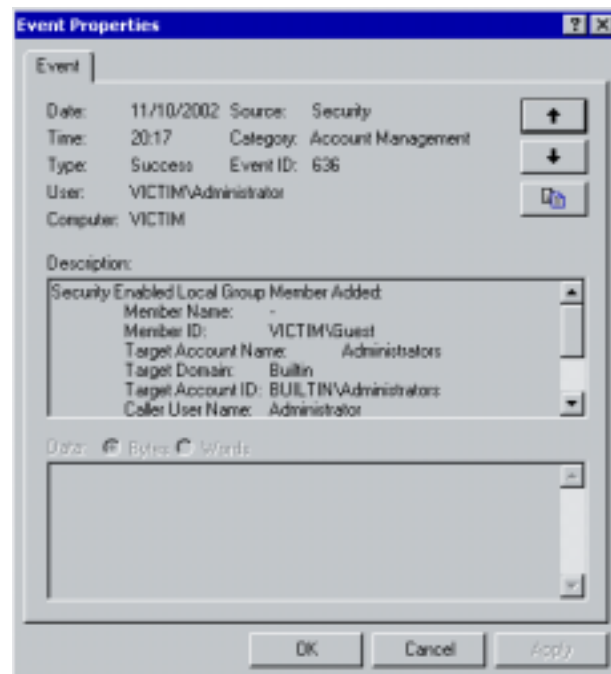 Event Properties
Event
Date: 11/10/2002 Source: Security
Time: 20:17 Category: Account Management
Type: Success Event ID: 636
User: VICTIM\Administrator
Computer: VICTIM
Description:
Security Enabled Local Group Member Added:
Member Name: -
Member ID: VICTIM\Guest
Target Account Name: Administrators
Target Domain: Builtin
Target Account ID: BUILTIN\Administrators
Caller User Name: Administrator
Data: Bytes Words
OK Cancel Apply